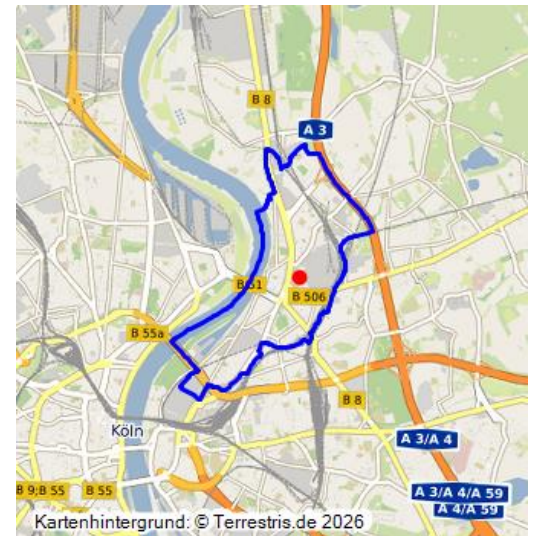 B 8
A 3
B 51
B 506
B 55a
B 8
Köln
A 3/A 4
B 9;B 55
B 55
A 3/A 4/A 59
A 4/A 59
Kartenhintergrund: © Terrestris.de 2026